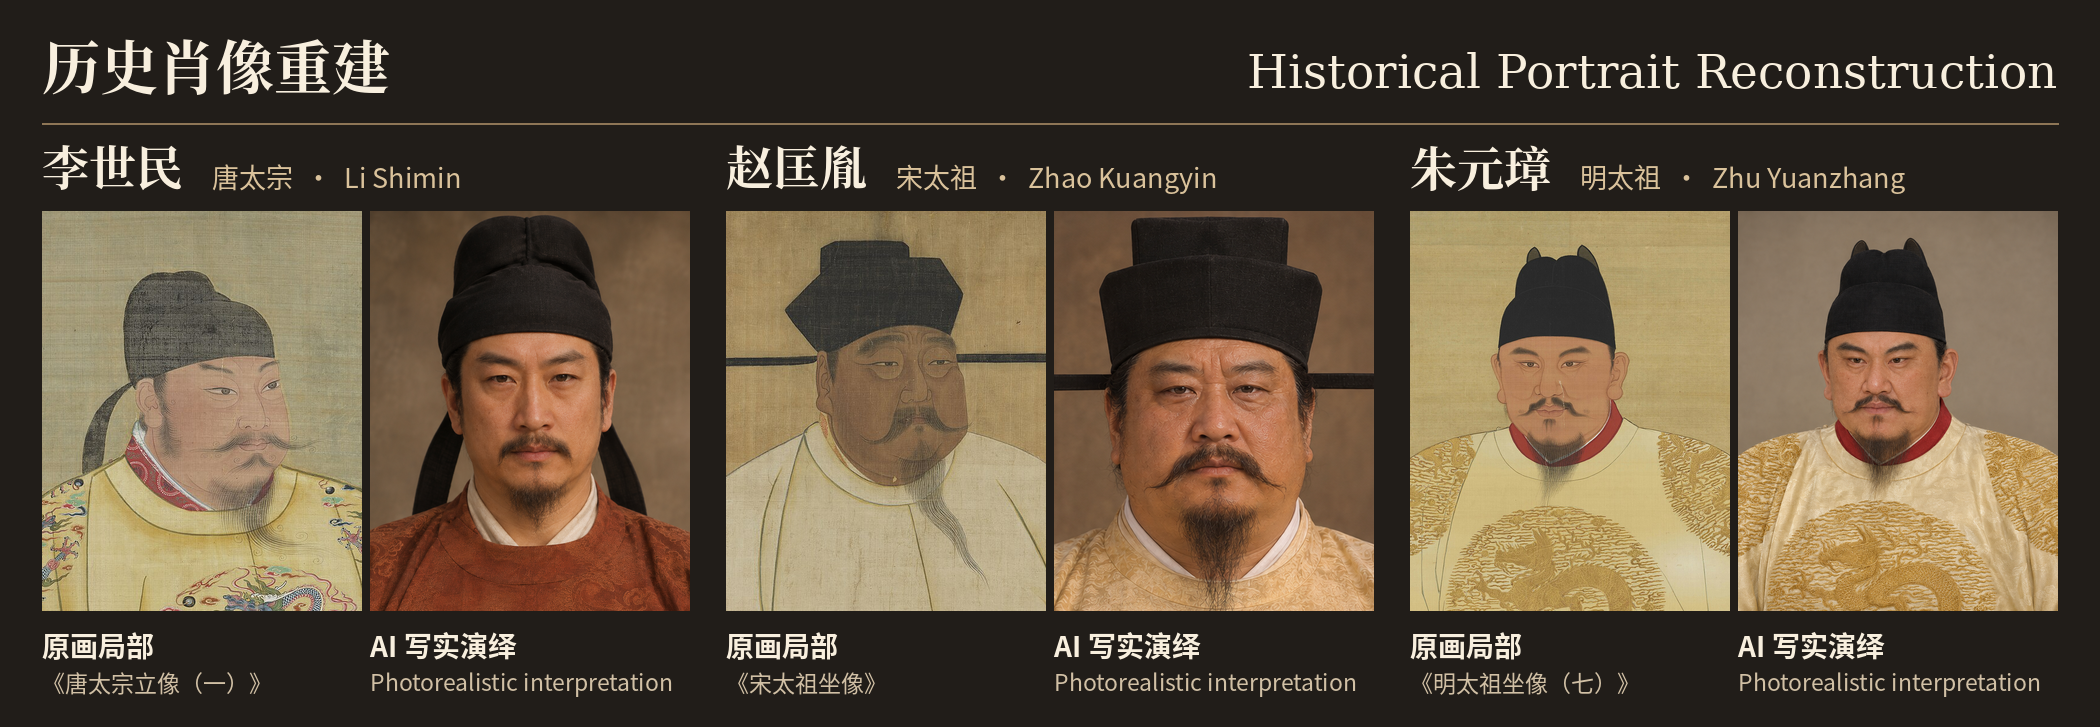 历史肖像重建
Historical Portrait Reconstruction
李世民 唐太宗 · Li Shimin
赵匡胤 宋太祖 · Zhao Kuangyin
朱元璋 明太祖 · Zhu Yuanzhang
原画局部
《唐太宗立像（一）》
AI 写实演绎
Photorealistic interpretation
原画局部
《宋太祖坐像》
AI 写实演绎
Photorealistic interpretation
原画局部
《明太祖坐像（七）》
AI 写实演绎
Photorealistic interpretation